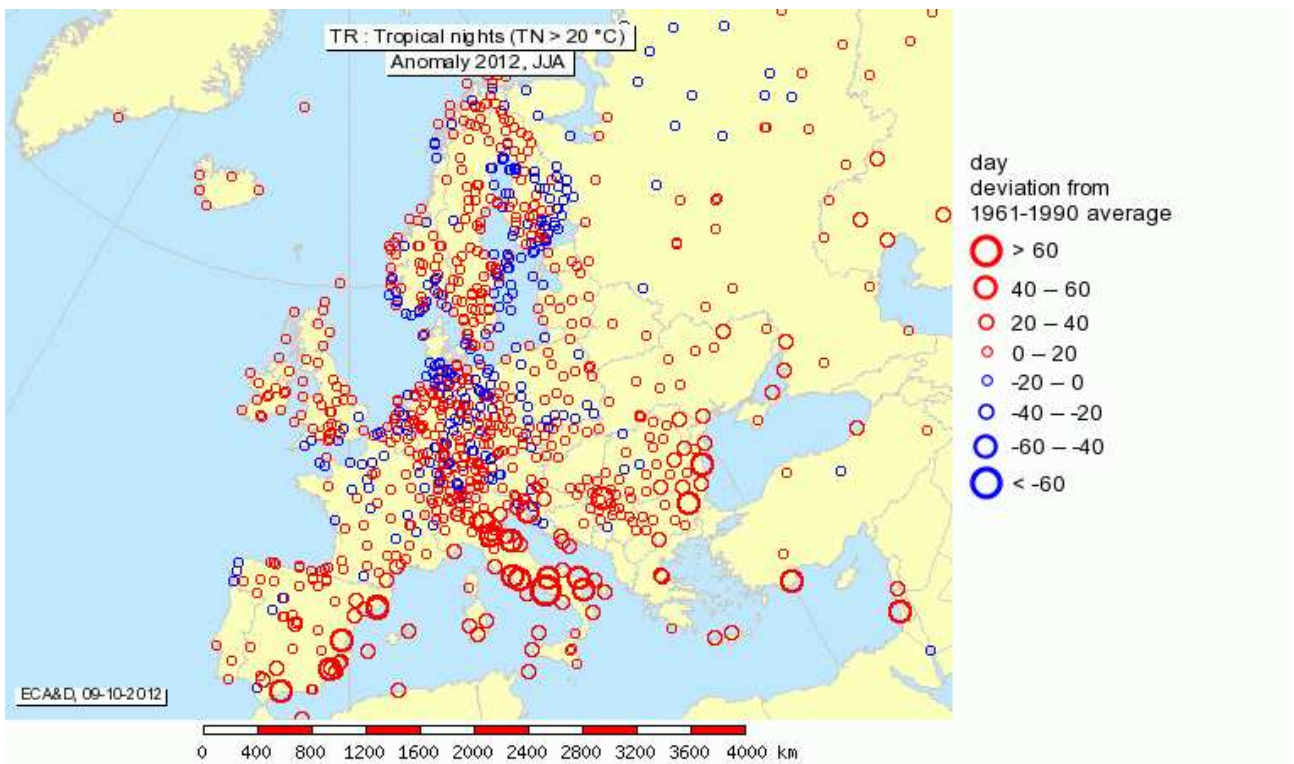 TR : Tropical nights (TN > 20 °C)
Anomaly 2012, JJA
day
deviation from
1961-1990 average
> 60
40 – 60
20 – 40
0 – 20
-20 – 0
-40 – -20
-60 – -40
< -60
ECA&D, 09-10-2012
0 400 800 1200 1600 2000 2400 2800 3200 3600 4000 km